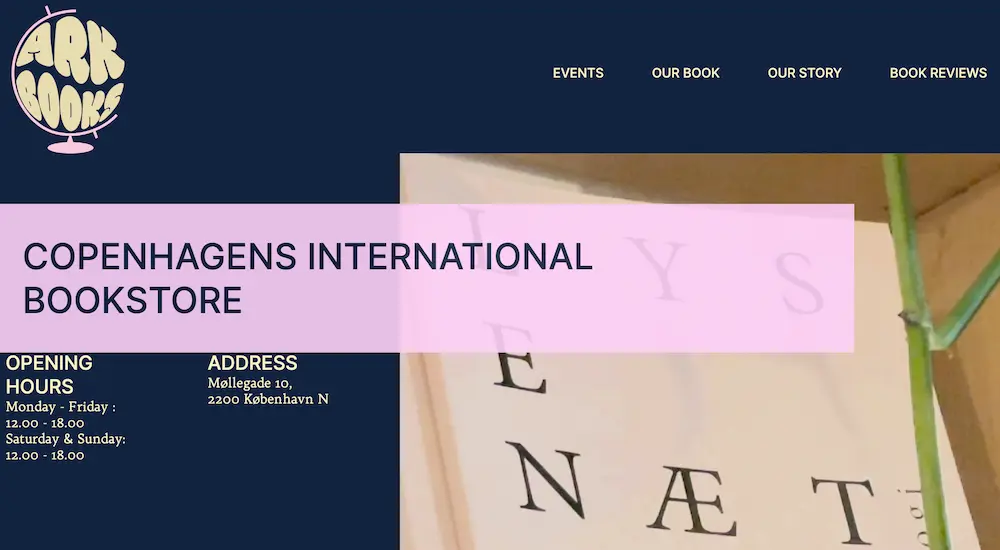 ARK
BOOKS
EVENTS
OUR BOOK
OUR STORY
BOOK REVIEWS
COPENHAGENS INTERNATIONAL
BOOKSTORE
OPENING
HOURS
Monday - Friday :
12.00 - 18.00
Saturday & Sunday:
12.00 - 18.00
ADDRESS
Møllegade 10,
2200 København N
L Y S
E
N Æ T